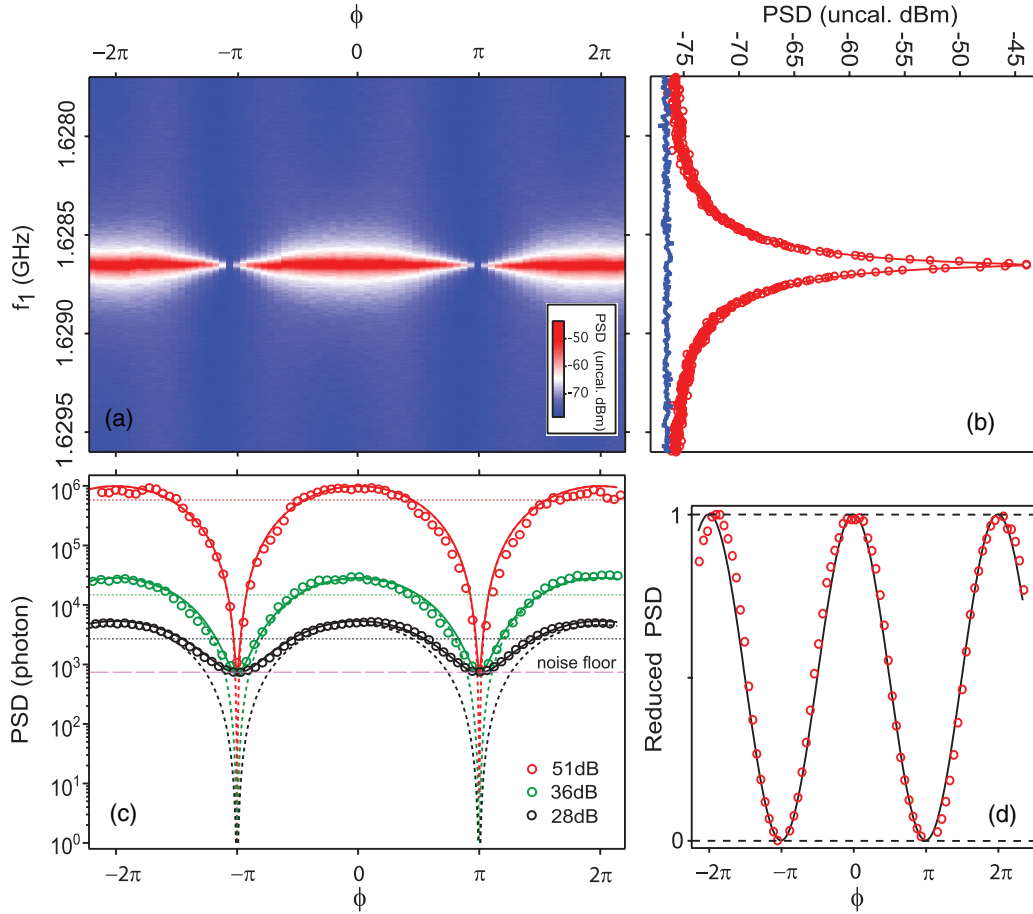 ϕ
−2π −π 0 π 2π
f1 (GHz)
1.6280
1.6285
1.6290
1.6295
PSD (uncal. dBm)
-50
-60
-70
(a)
PSD (uncal. dBm)
-75 -70 -65 -60 -55 -50 -45
(b)
PSD (photon)
10^6
10^5
10^4
10^3
10^2
10^1
10^0
noise floor
51dB
36dB
28dB
(c)
−2π −π 0 π 2π
ϕ
Reduced PSD
1
0
(d)
−2π −π 0 π 2π
ϕ